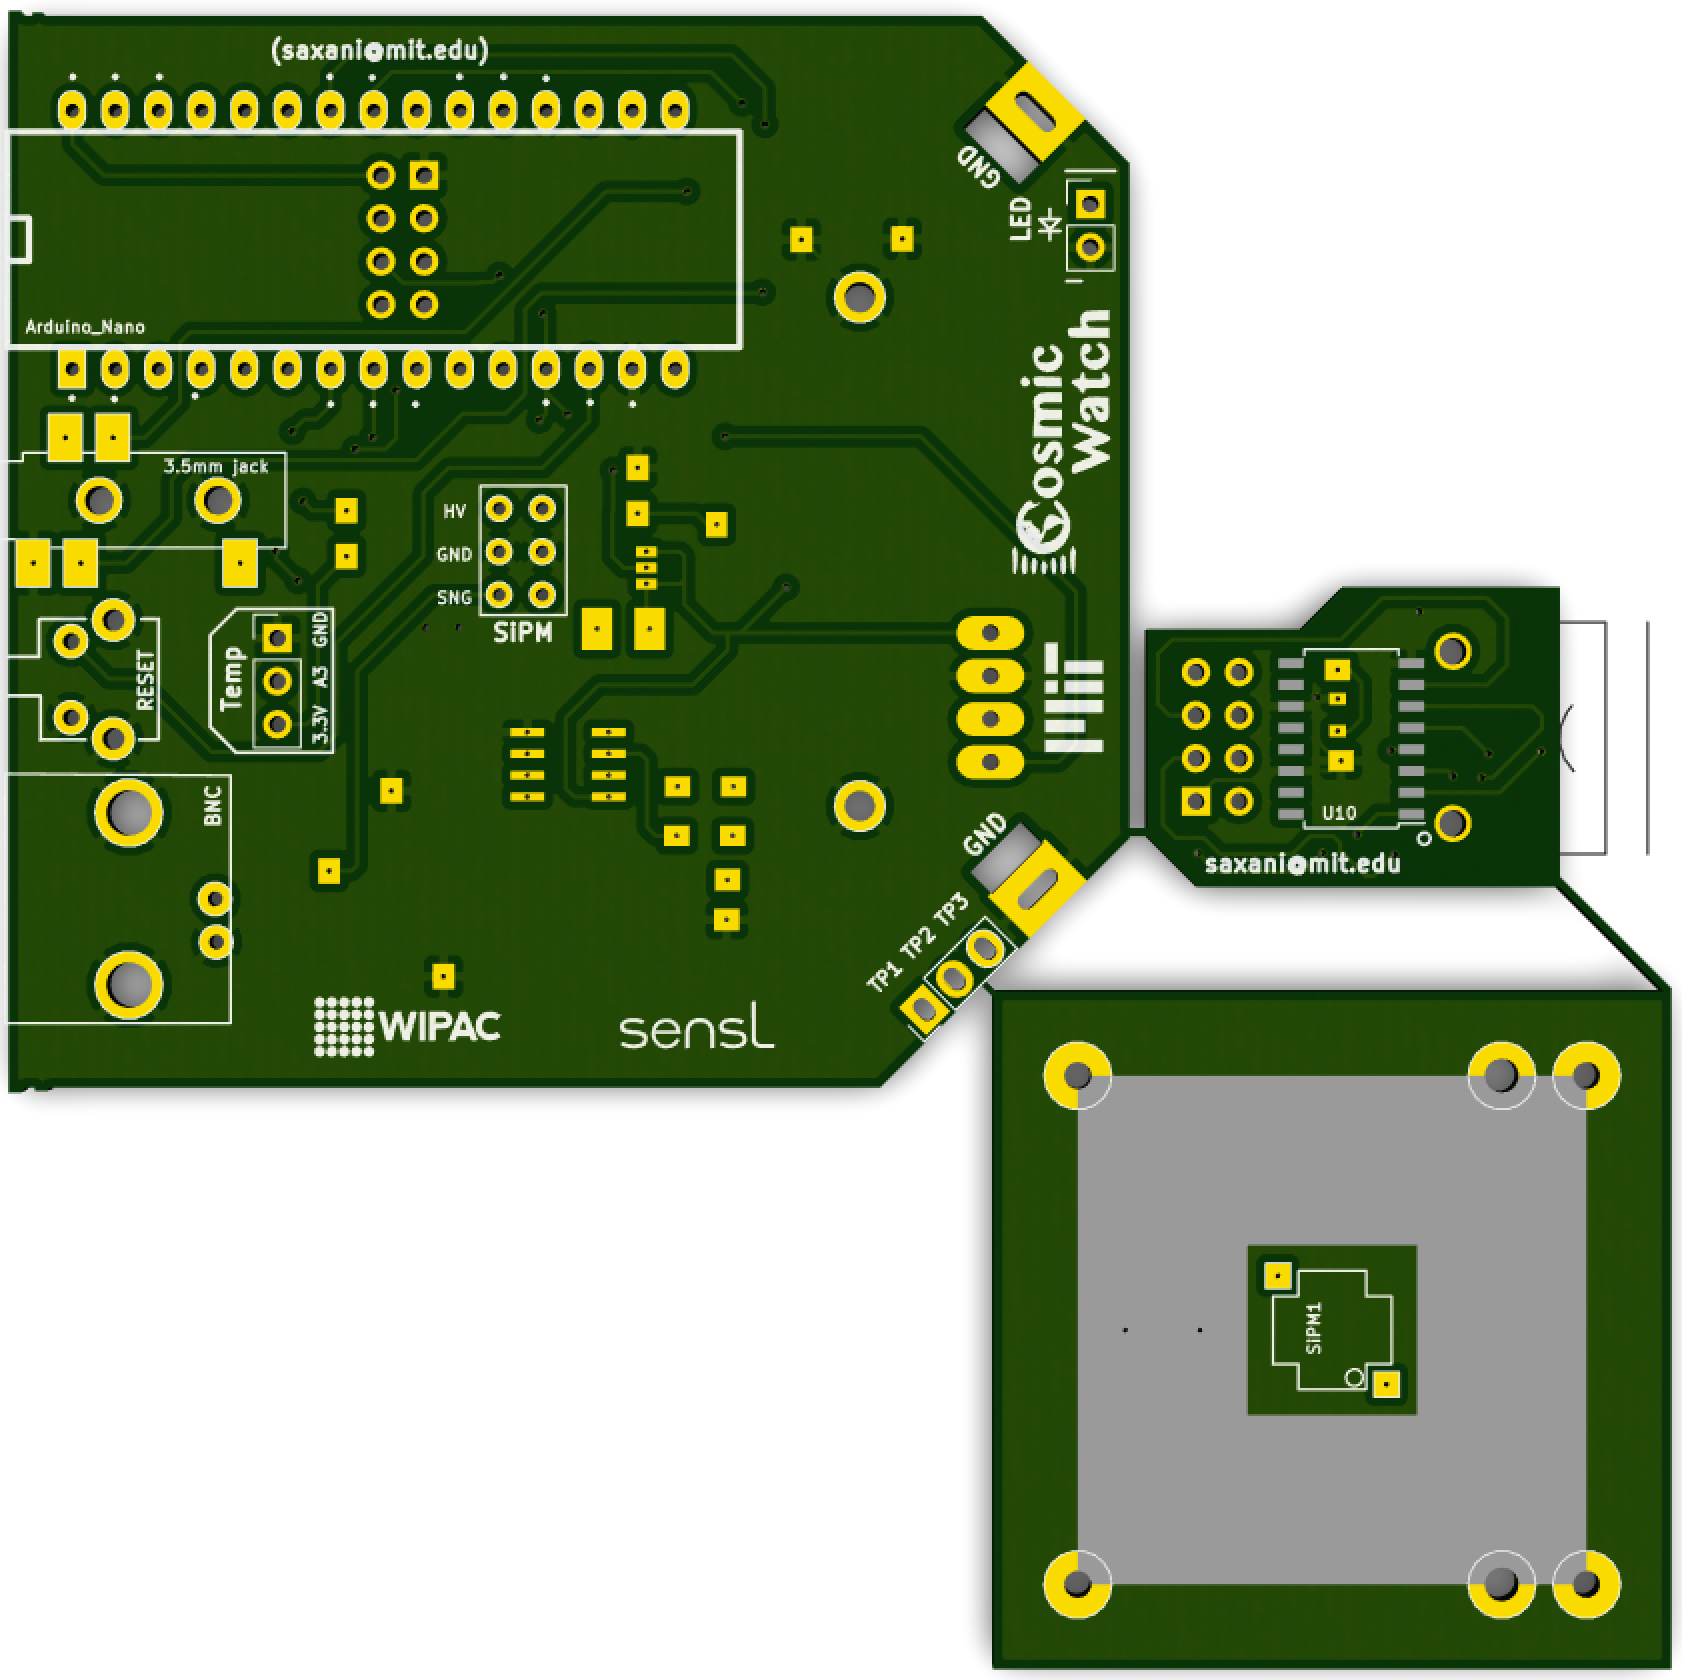 (saxani@mit.edu)
GND
LED
Arduino_Nano
Cosmic
Watch
3.5mm jack
HV
GND
SNG
SiPM
RESET
Temp
GND
A3
3.3V
BNC
U10
saxani@mit.edu
GND
TP1 TP2 TP3
WIPAC
sensL
SiPM1